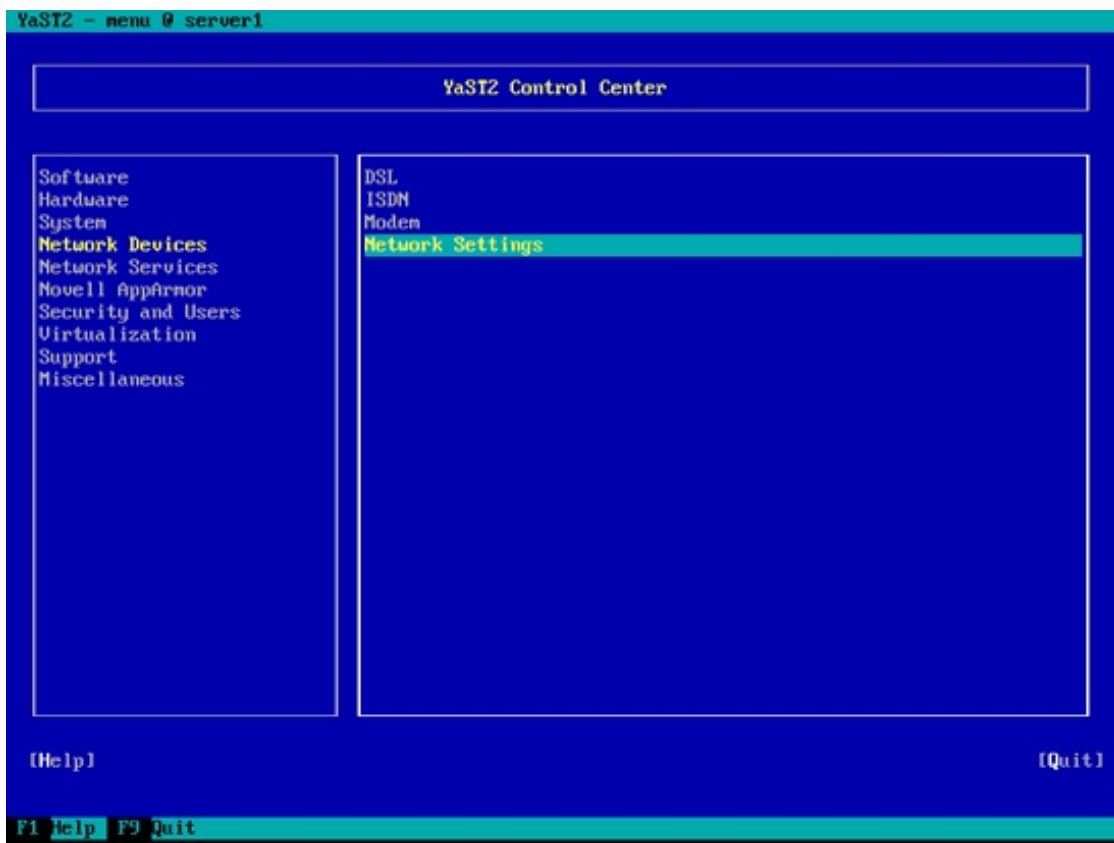 YaST2 - menu @ server1
YaST2 Control Center
Software
Hardware
System
Network Devices
Network Services
Novell AppArmor
Security and Users
Virtualization
Support
Miscellaneous
DSL
ISDN
Modem
Network Settings
[Help]
[Quit]
F1 Help F9 Quit